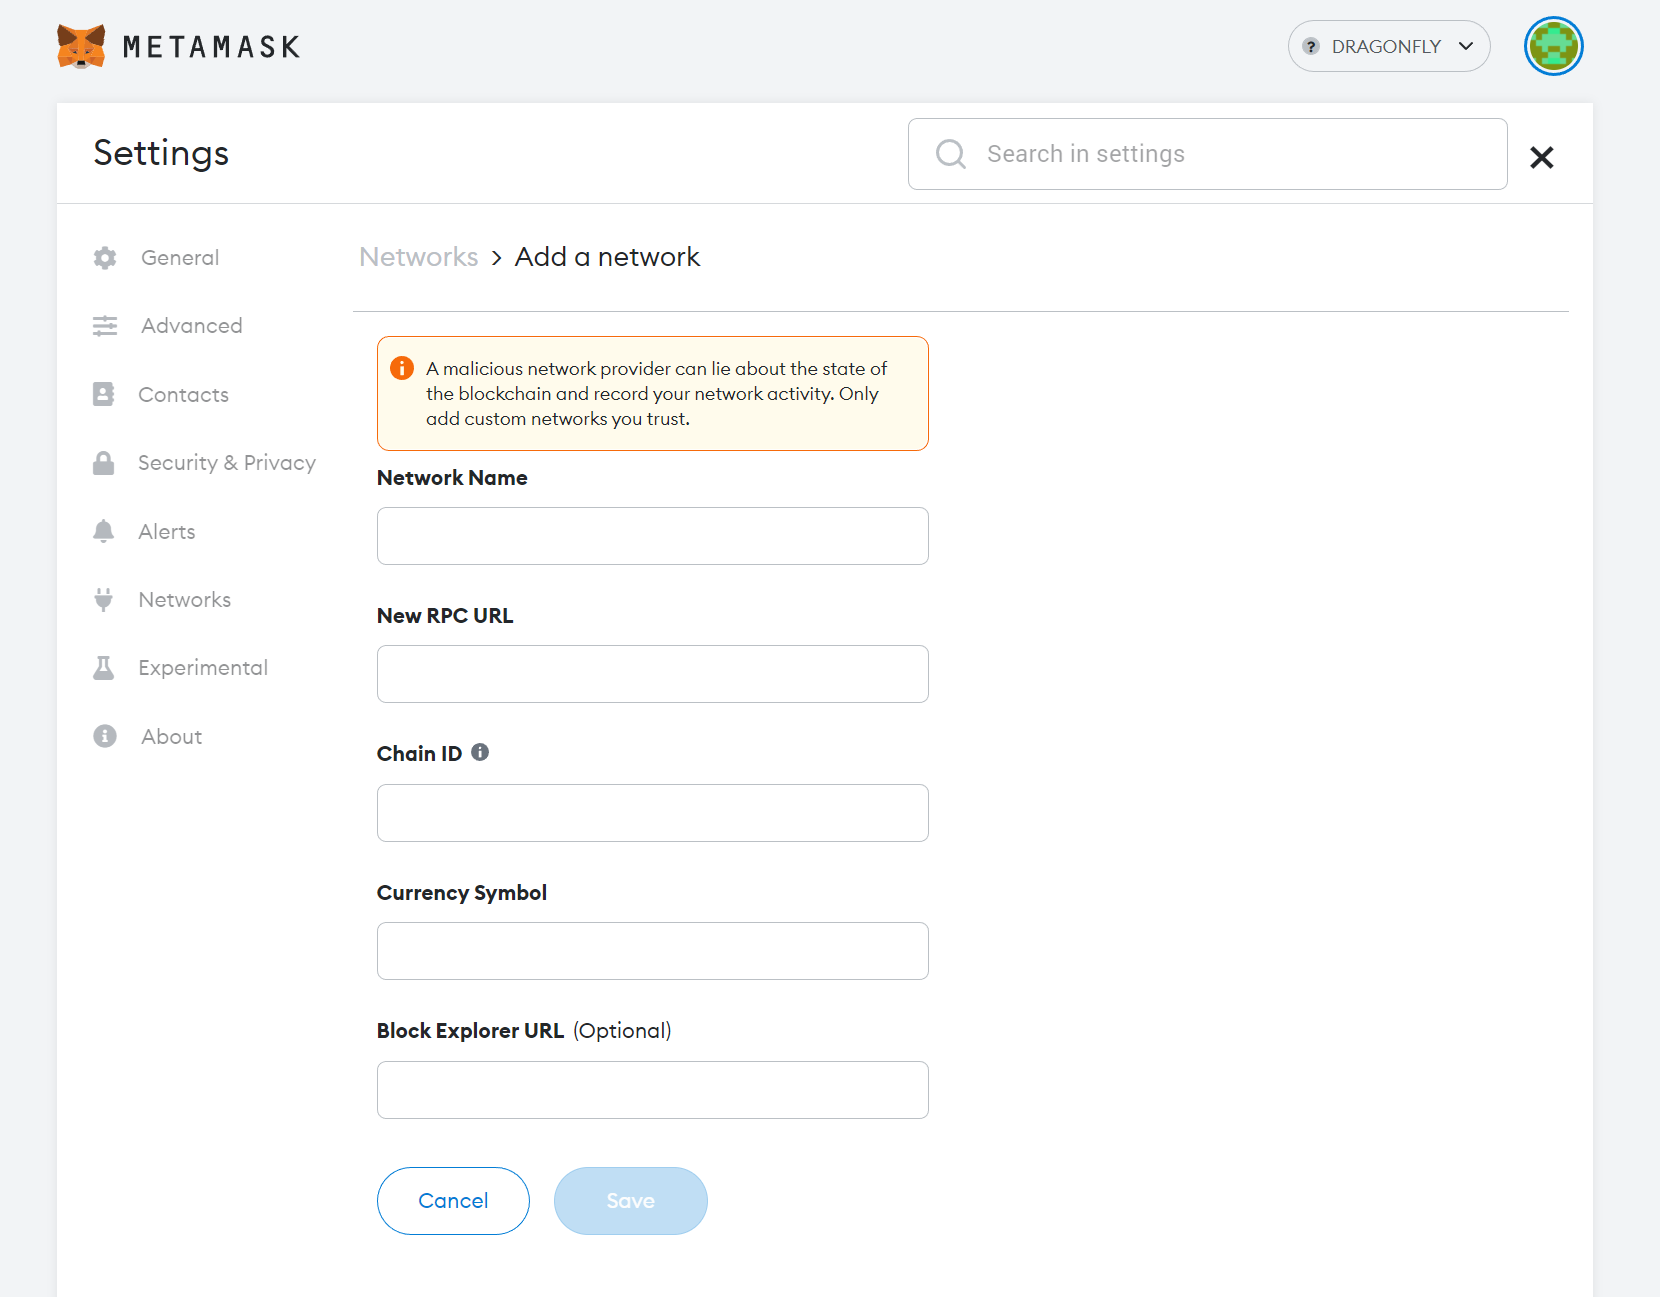 METAMASK
DRAGONFLY
Settings
Search in settings
General
Advanced
Contacts
Security & Privacy
Alerts
Networks
Experimental
About
Networks > Add a network
A malicious network provider can lie about the state of
the blockchain and record your network activity. Only
add custom networks you trust.
Network Name
New RPC URL
Chain ID
Currency Symbol
Block Explorer URL (Optional)
Cancel
Save